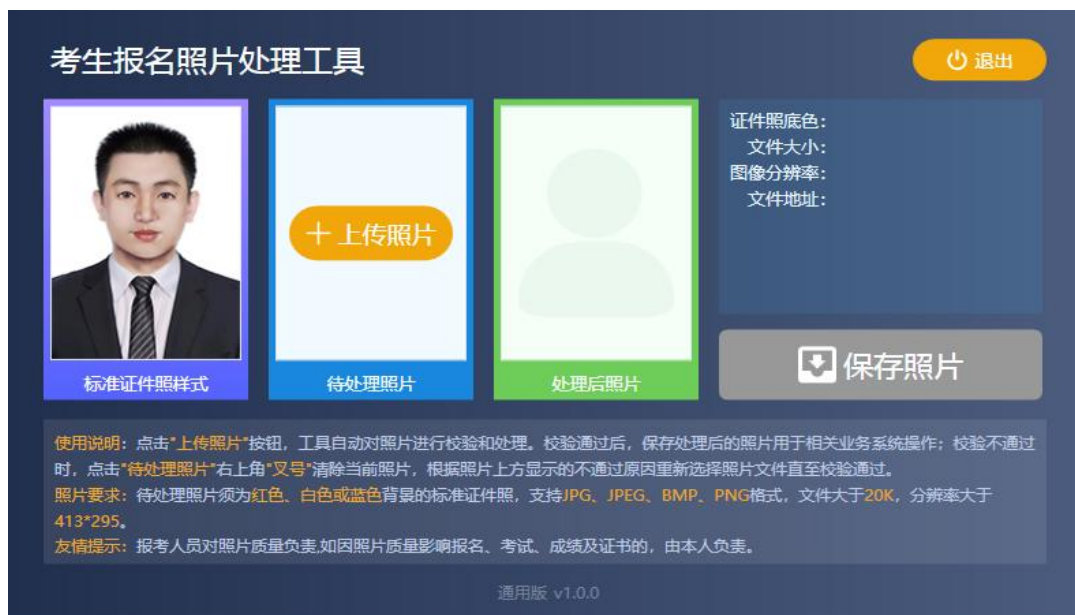 考生报名照片处理工具
退出
证件照底色：
文件大小：
图像分辨率：
文件地址：
上传照片
标准证件照样式
待处理照片
处理后照片
保存照片
使用说明：点击"上传照片"按钮，工具自动对照片进行校验和处理。校验通过后，保存处理后的照片用于相关业务系统操作；校验不通过
时，点击"待处理照片"右上角"叉号"清除当前照片，根据照片上方显示的不通过原因重新选择照片文件直至校验通过。
照片要求：待处理照片须为红色、白色或蓝色背景的标准证件照，支持JPG、JPEG、BMP、PNG格式，文件大于20K，分辨率大于
413*295。
友情提示：报考人员对照片质量负责,如因照片质量影响报名、考试、成绩及证书的，由本人负责。
通用版 v1.0.0